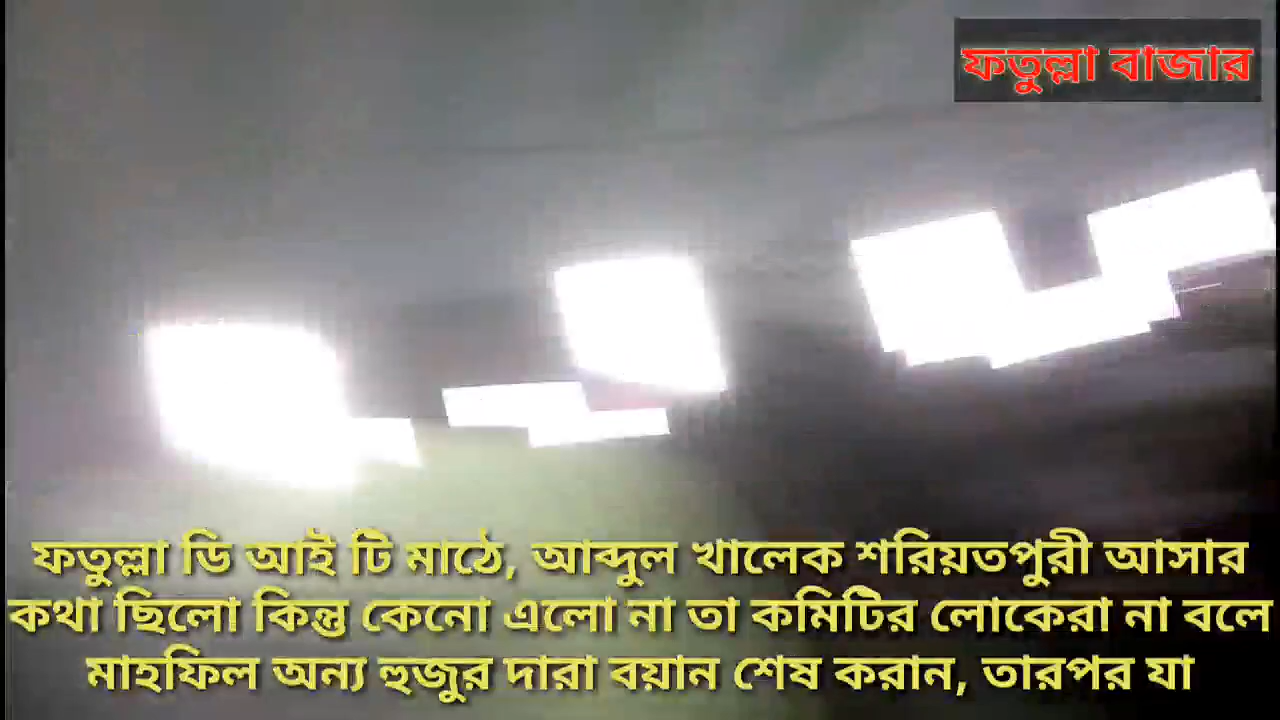 ফতুল্লা বাজার
ফতুল্লা ডি আই টি মাঠে, আব্দুল খালেক শরিয়তপুরী আসার
কথা ছিলো কিন্তু কেনো এলো না তা কমিটির লোকেরা না বলে
মাহফিল অন্য হুজুর দারা বয়ান শেষ করান, তারপর যা